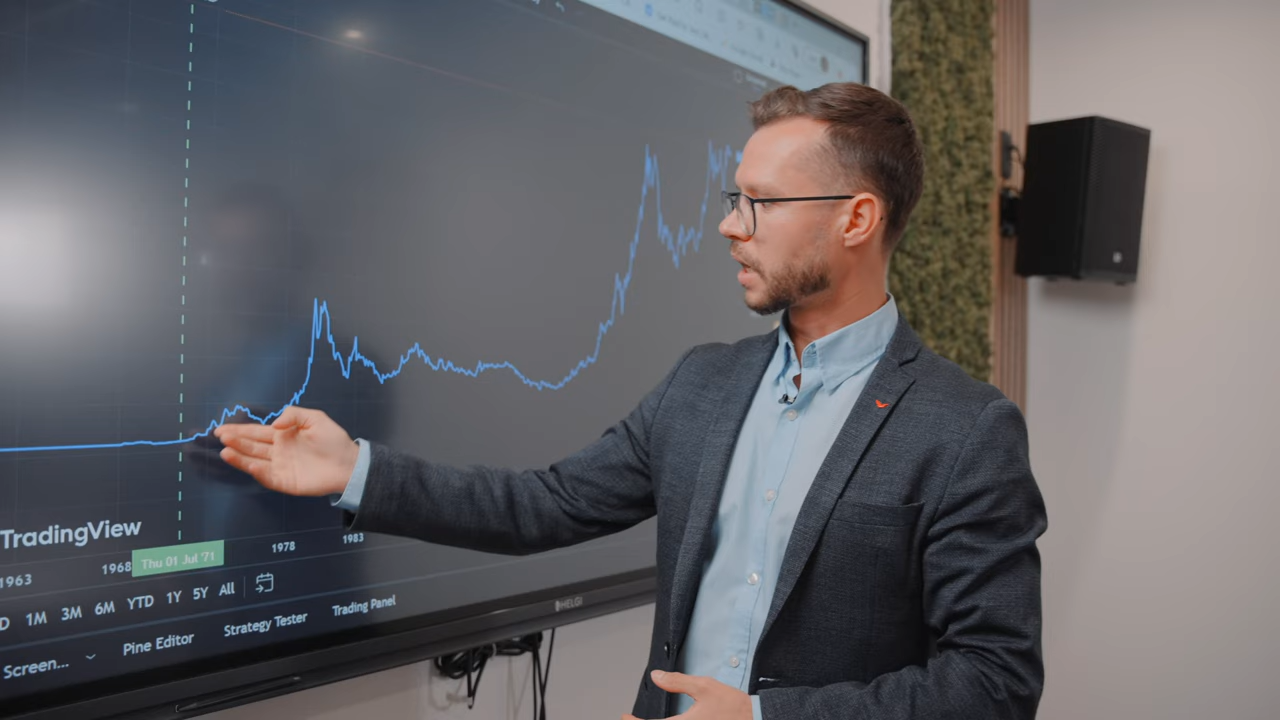 TradingView
1963
1968
Thu 01 Jul '71
1978
1983
D 1M 3M 6M YTD 1Y 5Y All
Screen... Pine Editor Strategy Tester Trading Panel
HELGI